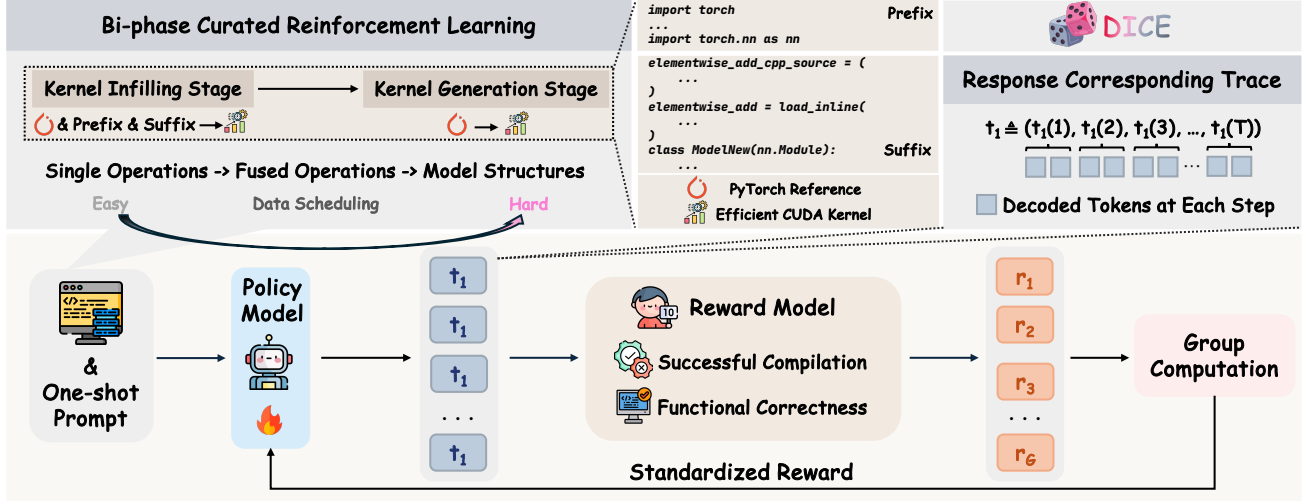 Bi-phase Curated Reinforcement Learning
Kernel Infilling Stage
Kernel Generation Stage
& Prefix & Suffix
Single Operations -> Fused Operations -> Model Structures
Easy
Data Scheduling
Hard
import torch
...
import torch.nn as nn
Prefix
elementwise_add_cpp_source = (
...
)
elementwise_add = load_inline(
...
)
class ModelNew(nn.Module):
...
Suffix
PyTorch Reference
Efficient CUDA Kernel
DICE
Response Corresponding Trace
t₁ ≜ (t₁(1), t₁(2), t₁(3), ..., t₁(T))
...
Decoded Tokens at Each Step
&
One-shot
Prompt
Policy
Model
t₁
t₁
t₁
...
t₁
10
Reward Model
Successful Compilation
Functional Correctness
r₁
r₂
r₃
...
r_G
Group
Computation
Standardized Reward